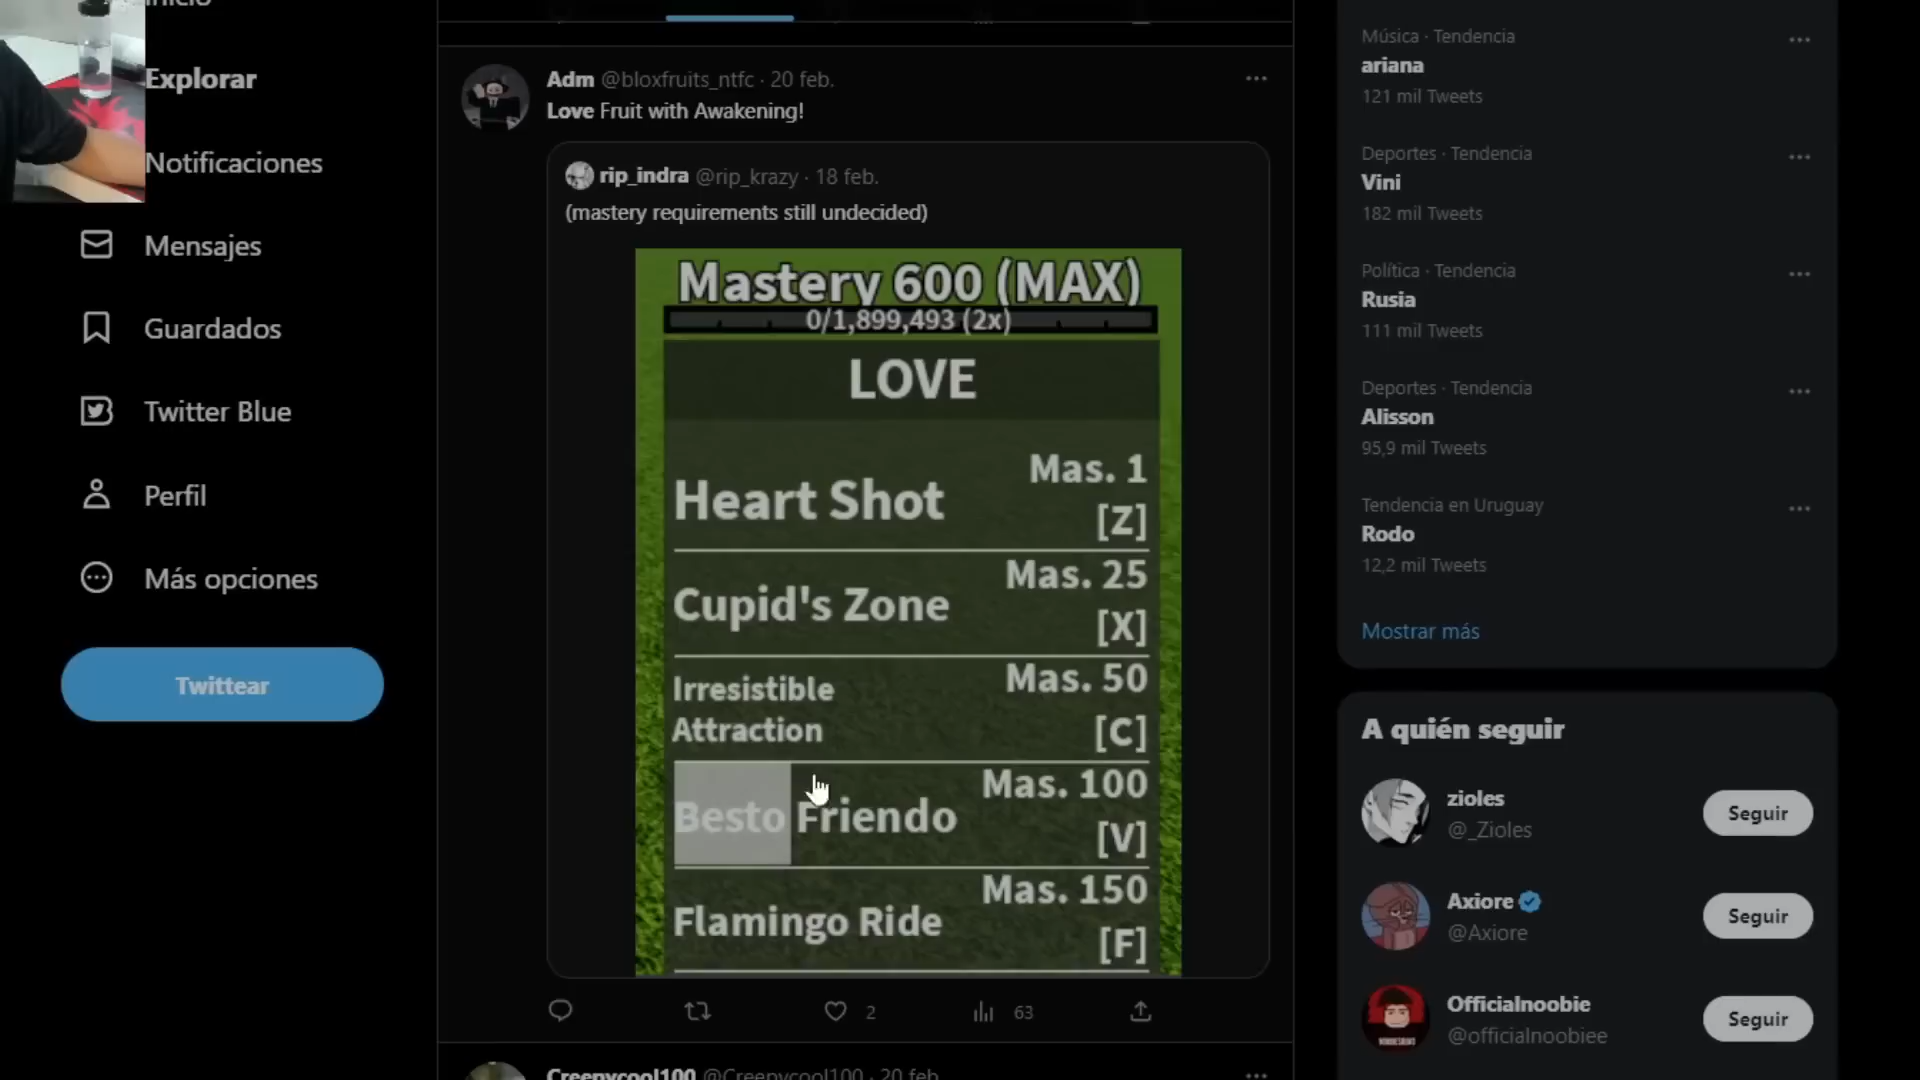 Inicio
Explorar
Notificaciones
Mensajes
Guardados
Twitter Blue
Perfil
Más opciones
Twittear
Adm @bloxfruits_ntfc · 20 feb.
Love Fruit with Awakening!
rip_indra @rip_krazy · 18 feb.
(mastery requirements still undecided)
Mastery 600 (MAX)
0/1,899,493 (2x)
LOVE
Heart Shot Mas. 1
[Z]
Cupid's Zone Mas. 25
[X]
Irresistible Mas. 50
Attraction [C]
Besto Friendo Mas. 100
[V]
Flamingo Ride Mas. 150
[F]
2
63
Creepycool100 @Creepycool100 · 20 feb.
Música · Tendencia
ariana
121 mil Tweets
Deportes · Tendencia
Vini
182 mil Tweets
Política · Tendencia
Rusia
111 mil Tweets
Deportes · Tendencia
Alisson
95,9 mil Tweets
Tendencia en Uruguay
Rodo
12,2 mil Tweets
Mostrar más
A quién seguir
zioles
@_Zioles
Seguir
Axiore
@Axiore
Seguir
Officialnoobie
@officialnoobiee
Seguir